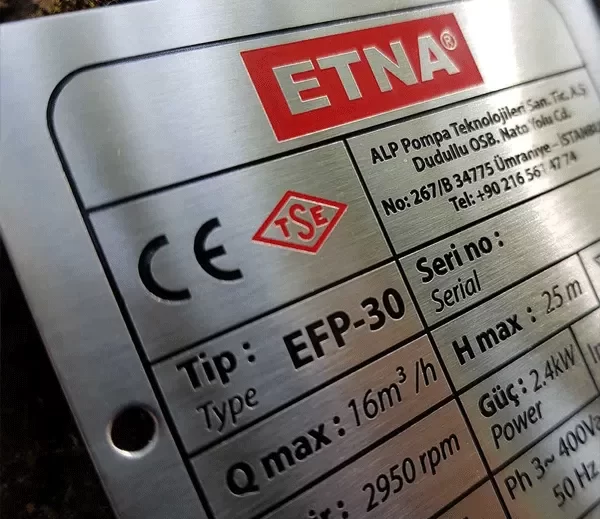 ETNA®
ALP Pompa Teknolojileri San. Tic. A.Ş.
Dudullu OSB. Nato Yolu Cd.
No: 267/B 34775 Ümraniye - İSTANBU
Tel: +90 216 561 47 74
CE
TSE
Seri no :
Serial
Tip : EFP-30
Type
H max : 25 m
Q max : 16m³/h
Güç : 2.4kW
Power
2950 rpm
Ph 3~ 400Va
50 Hz